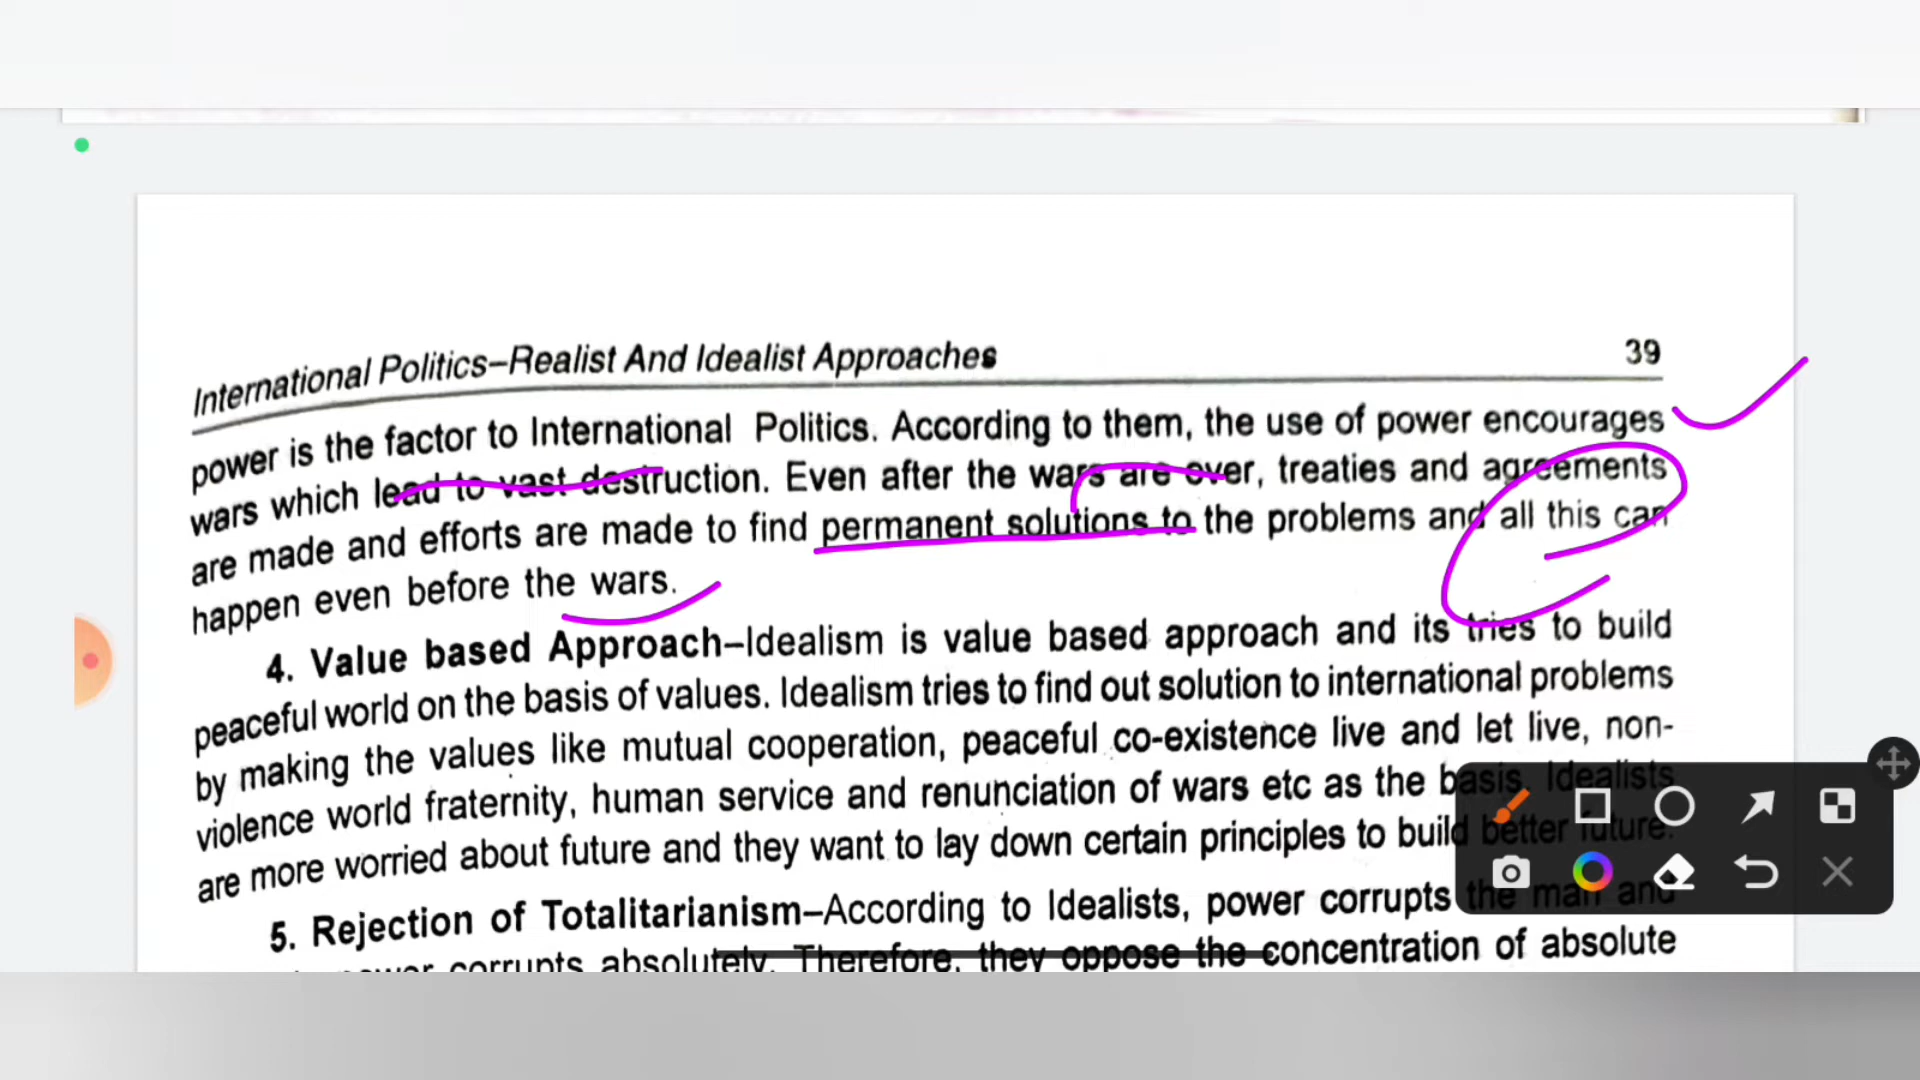 International Politics–Realist And Idealist Approaches 39
power is the factor to International Politics. According to them, the use of power encourages
wars which lead to vast destruction. Even after the wars are over, treaties and agreements
are made and efforts are made to find permanent solutions to the problems and all this can
happen even before the wars.
4. Value based Approach–Idealism is value based approach and its tries to build
peaceful world on the basis of values. Idealism tries to find out solution to international problems
by making the values like mutual cooperation, peaceful co-existence live and let live, non-
violence world fraternity, human service and renunciation of wars etc as the basis. Idealists
are more worried about future and they want to lay down certain principles to build better future.
5. Rejection of Totalitarianism–According to Idealists, power corrupts the man and
power corrupts absolutely. Therefore, they oppose the concentration of absolute